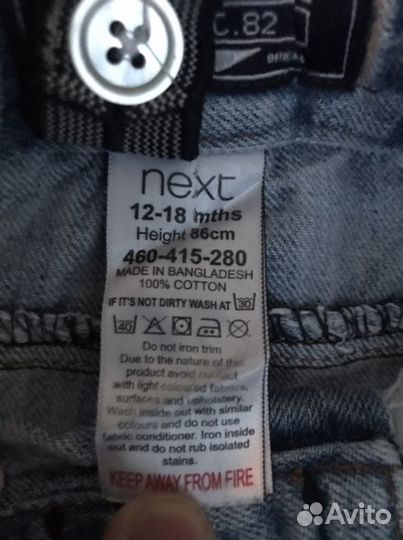 C.82
next
12-18 mths
Height 86cm
460-415-280
MADE IN BANGLADESH
100% COTTON
IF IT'S NOT DIRTY WASH AT 30
40
Do not iron trim
Due to the nature of this
product avoid contact
with light coloured fabrics,
surfaces and upholstery.
Wash inside out with similar
colours and do not use
fabric conditioner. Iron inside
out and do not rub isolated
stains.
KEEP AWAY FROM FIRE
Avito